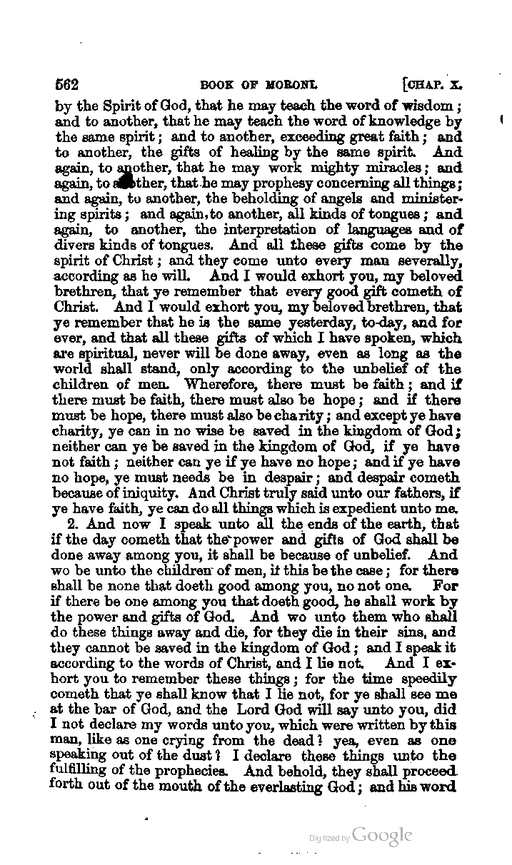 562 BOOK OF MORONI. [CHAP. X.
by the Spirit of God, that he may teach the word of wisdom;
and to another, that he may teach the word of knowledge by
the same spirit; and to another, exceeding great faith; and
to another, the gifts of healing by the same spirit. And
again, to another, that he may work mighty miracles; and
again, to another, that he may prophesy concerning all things;
and again, to another, the beholding of angels and minister-
ing spirits; and again, to another, all kinds of tongues; and
again, to another, the interpretation of languages and of
divers kinds of tongues. And all these gifts come by the
spirit of Christ; and they come unto every man severally,
according as he will. And I would exhort you, my beloved
brethren, that ye remember that every good gift cometh of
Christ. And I would exhort you, my beloved brethren, that
ye remember that he is the same yesterday, to-day, and for
ever, and that all these gifts of which I have spoken, which
are spiritual, never will be done away, even as long as the
world shall stand, only according to the unbelief of the
children of men. Wherefore, there must be faith; and if
there must be faith, there must also be hope; and if there
must be hope, there must also be charity; and except ye have
charity, ye can in no wise be saved in the kingdom of God;
neither can ye be saved in the kingdom of God, if ye have
not faith; neither can ye if ye have no hope; and if ye have
no hope, ye must needs be in despair; and despair cometh
because of iniquity. And Christ truly said unto our fathers, if
ye have faith, ye can do all things which is expedient unto me.
2. And now I speak unto all the ends of the earth, that
if the day cometh that the power and gifts of God shall be
done away among you, it shall be because of unbelief. And
wo be unto the children of men, if this be the case; for there
shall be none that doeth good among you, no not one. For
if there be one among you that doeth good, he shall work by
the power and gifts of God. And wo unto them who shall
do these things away and die, for they die in their sins, and
they cannot be saved in the kingdom of God; and I speak it
according to the words of Christ, and I lie not. And I ex-
hort you to remember these things; for the time speedily
cometh that ye shall know that I lie not, for ye shall see me
at the bar of God, and the Lord God will say unto you, did
I not declare my words unto you, which were written by this
man, like as one crying from the dead? yea, even as one
speaking out of the dust? I declare these things unto the
fulfilling of the prophecies. And behold, they shall proceed
forth out of the mouth of the everlasting God; and his word
Digitized by Google